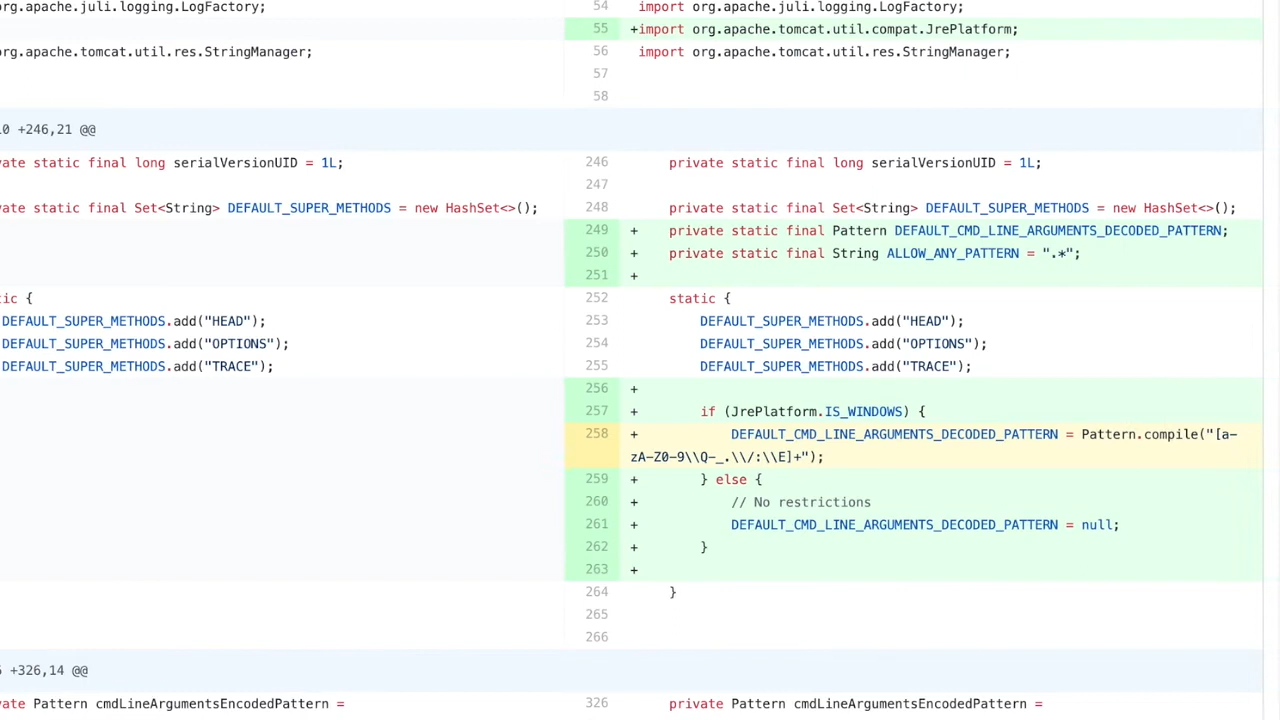 org.apache.juli.logging.LogFactory; 54 import org.apache.juli.logging.LogFactory;
55 +import org.apache.tomcat.util.compat.JrePlatform;
org.apache.tomcat.util.res.StringManager; 56 import org.apache.tomcat.util.res.StringManager;
57
58
0 +246,21 @@
vate static final long serialVersionUID = 1L; 246 private static final long serialVersionUID = 1L;
247
vate static final Set<String> DEFAULT_SUPER_METHODS = new HashSet<>(); 248 private static final Set<String> DEFAULT_SUPER_METHODS = new HashSet<>();
249 + private static final Pattern DEFAULT_CMD_LINE_ARGUMENTS_DECODED_PATTERN;
250 + private static final String ALLOW_ANY_PATTERN = ".*";
251 +
tic { 252 static {
DEFAULT_SUPER_METHODS.add("HEAD"); 253 DEFAULT_SUPER_METHODS.add("HEAD");
DEFAULT_SUPER_METHODS.add("OPTIONS"); 254 DEFAULT_SUPER_METHODS.add("OPTIONS");
DEFAULT_SUPER_METHODS.add("TRACE"); 255 DEFAULT_SUPER_METHODS.add("TRACE");
256 +
257 + if (JrePlatform.IS_WINDOWS) {
258 + DEFAULT_CMD_LINE_ARGUMENTS_DECODED_PATTERN = Pattern.compile("[a-
zA-Z0-9\\Q-_.\\/:\\E]+");
259 + } else {
260 + // No restrictions
261 + DEFAULT_CMD_LINE_ARGUMENTS_DECODED_PATTERN = null;
262 + }
263 +
264 }
265
266
6 +326,14 @@
vate Pattern cmdLineArgumentsEncodedPattern = 326 private Pattern cmdLineArgumentsEncodedPattern =